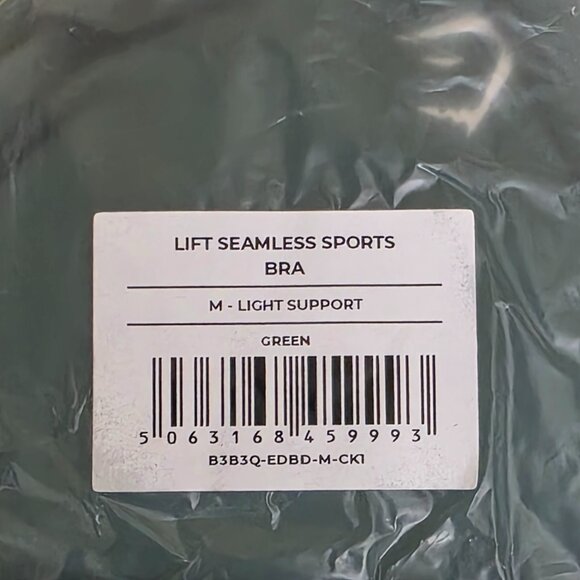 LIFT SEAMLESS SPORTS
BRA
M - LIGHT SUPPORT
GREEN
5 063168 459993
B3B3Q-EDBD-M-CK1